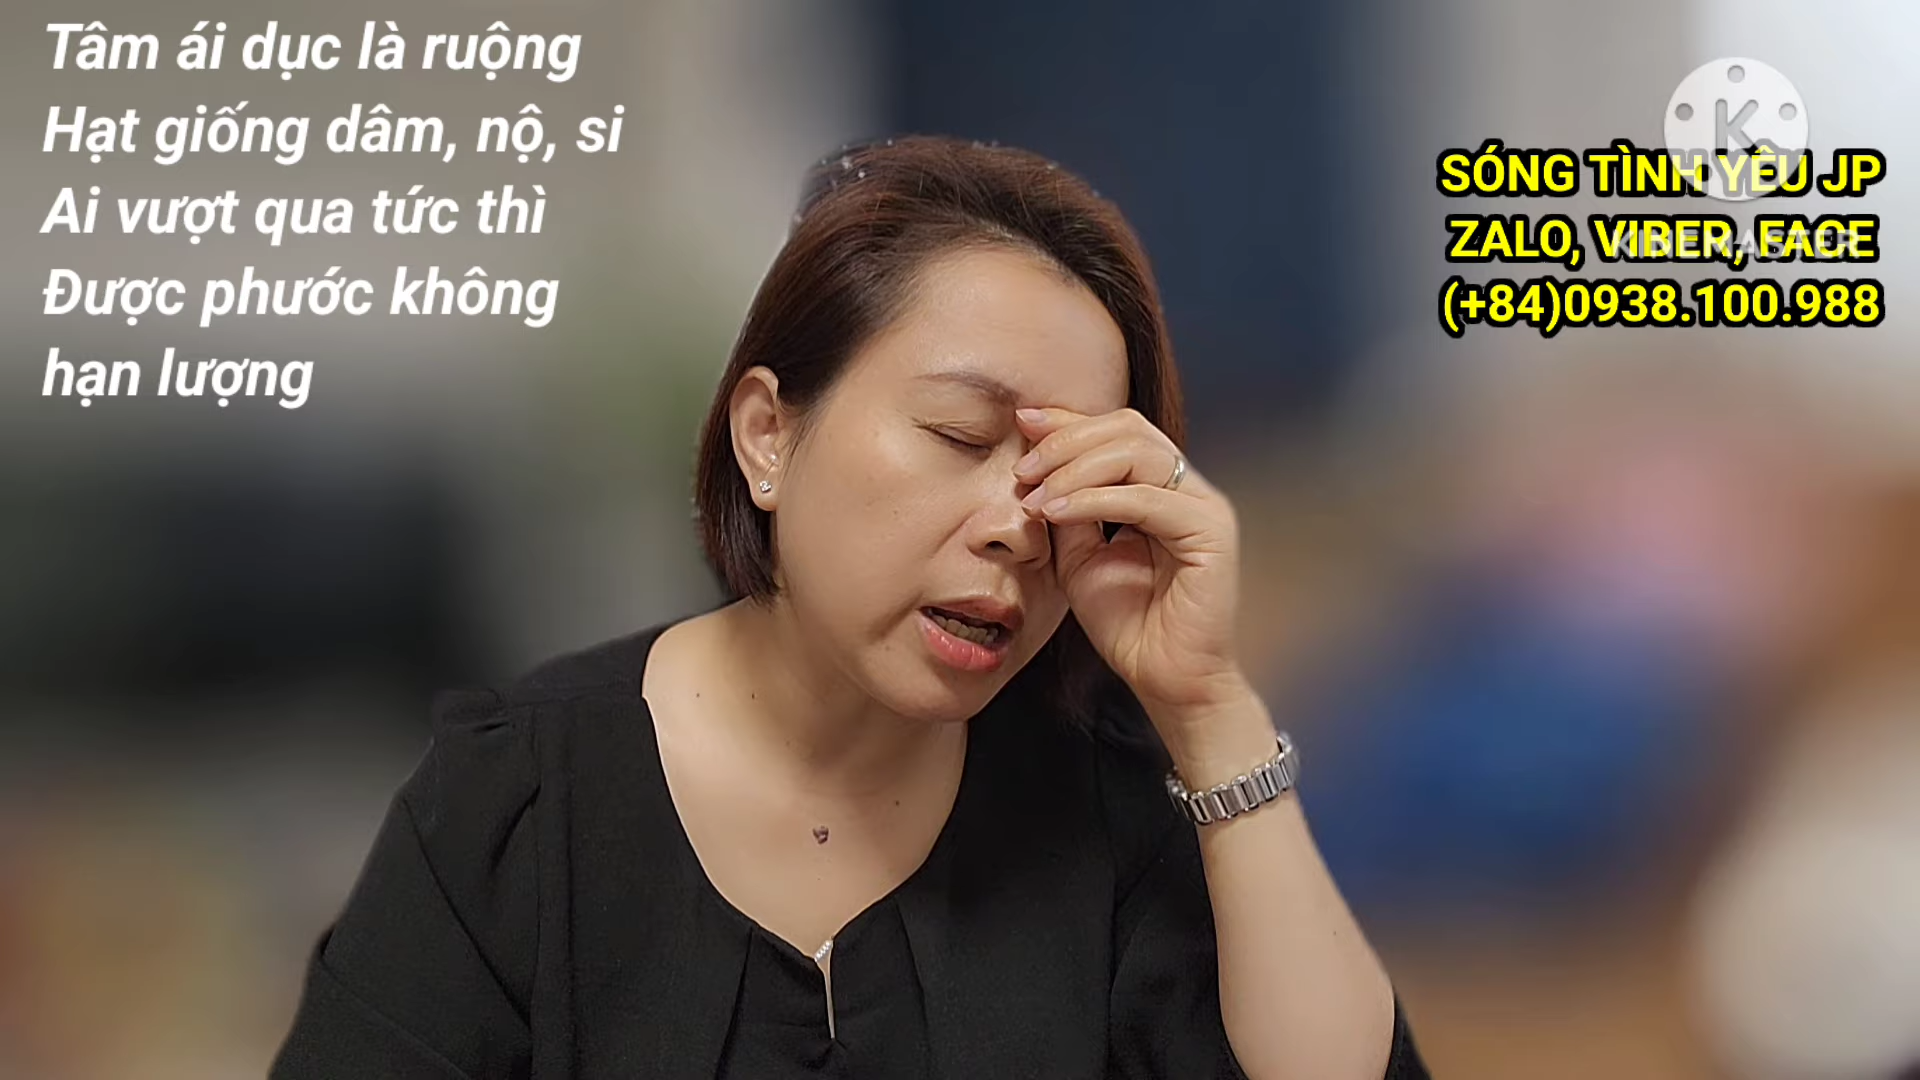 Tâm ái dục là ruộng
Hạt giống dâm, nộ, si
Ai vượt qua tức thì
Được phước không
hạn lượng
K
SÓNG TÌNH YÊU JP
ZALO, VIBER, FACE
KINEMASTER
(+84)0938.100.988